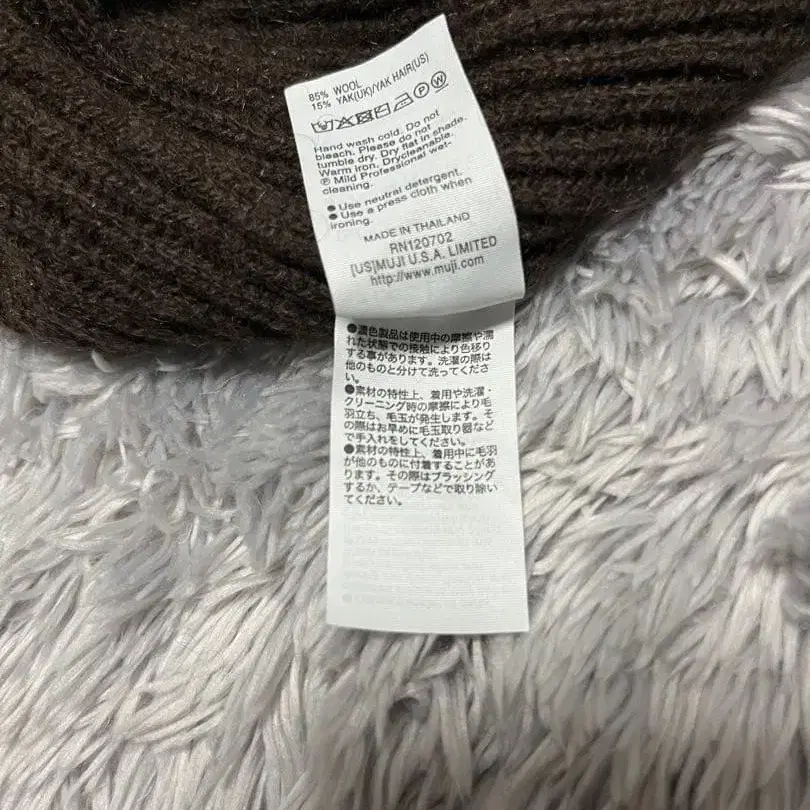 85% WOOL
15% YAK(UK)/YAK HAIR(US)
Hand wash cold. Do not
bleach. Please do not
tumble dry. Dry flat in shade.
Warm iron. Drycleanable.
Ⓟ Mild Professional wet-
cleaning.
● Use neutral detergent.
● Use a press cloth when
ironing.
MADE IN THAILAND
RN120702
[US]MUJI U.S.A. LIMITED
http://www.muji.com
●濃色製品は使用中の摩擦や濡
れた状態での接触により色移り
する事があります。洗濯の際は
他のものと分けて洗ってくださ
い。
●素材の特性上、着用や洗濯・
クリーニング時の摩擦により毛
羽立ち、毛玉が発生します。そ
の際はお早めに毛玉取り器など
で手入れをしてください。
●素材の特性上、着用中に毛羽
が他のものに付着することがあ
ります。その際はブラッシング
するか、テープなどで取り除い
てください。